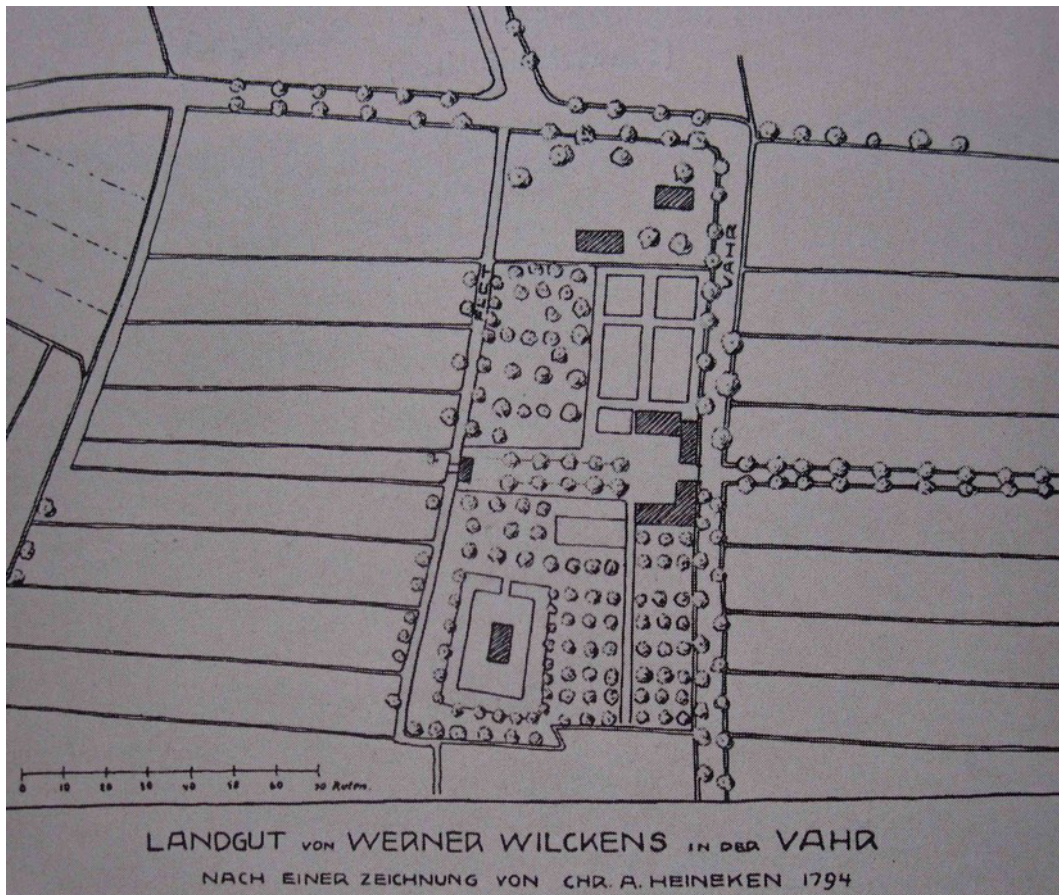 VAHR
0 10 20 30 40 50 60 70 Ruten.
LANDGUT VON WERNER WILCKENS IN DER VAHR
NACH EINER ZEICHNUNG VON CHR. A. HEINEKEN 1794